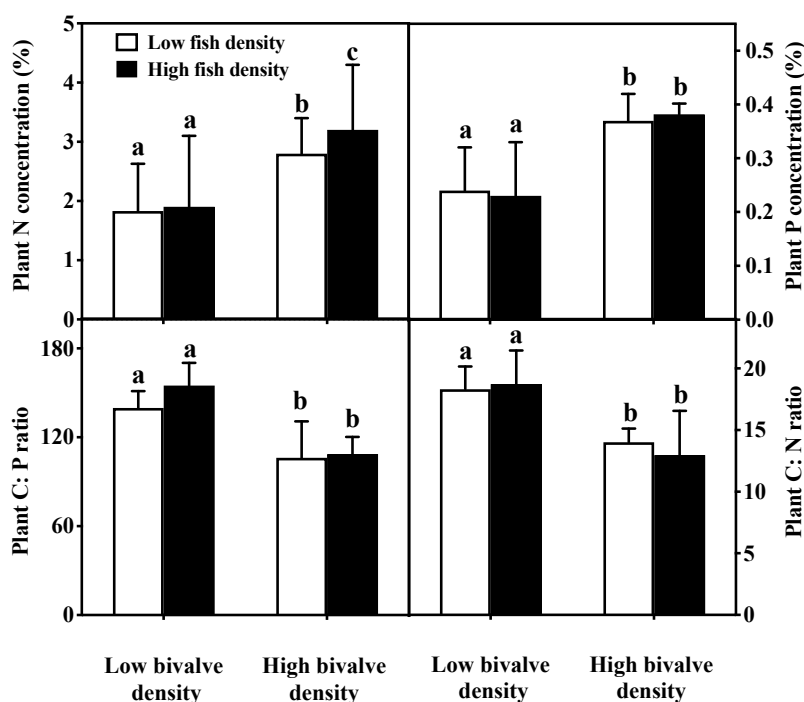 Plant N concentration (%)
5
4
3
2
1
0
Low fish density
High fish density
a
a
b
c
a
a
b
b
0.5
0.4
0.3
0.2
0.1
0.0
Plant P concentration (%)
Plant C: P ratio
180
120
60
0
a
a
b
b
a
a
b
b
20
15
10
5
0
Plant C: N ratio
Low bivalve
density
High bivalve
density
Low bivalve
density
High bivalve
density